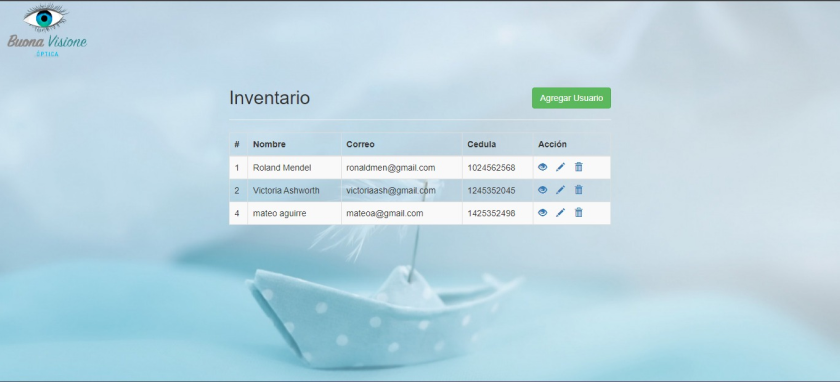 Buona Visione
OPTICA
Inventario
Agregar Usuario
# Nombre Correo Cedula Acción
1 Roland Mendel ronaldmen@gmail.com 1024562568
2 Victoria Ashworth victoriaash@gmail.com 1245352045
4 mateo aguirre mateoa@gmail.com 1425352498